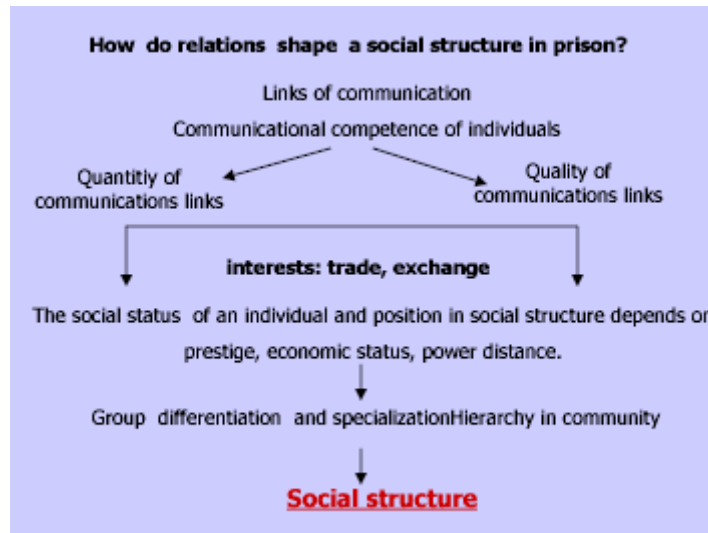 How do relations shape a social structure in prison?
Links of communication
Communicational competence of individuals
Quantitiy of
communications links
Quality of
communications links
interests: trade, exchange
The social status of an individual and position in social structure depends or
prestige, economic status, power distance.
Group differentiation and specializationHierarchy in community
Social structure